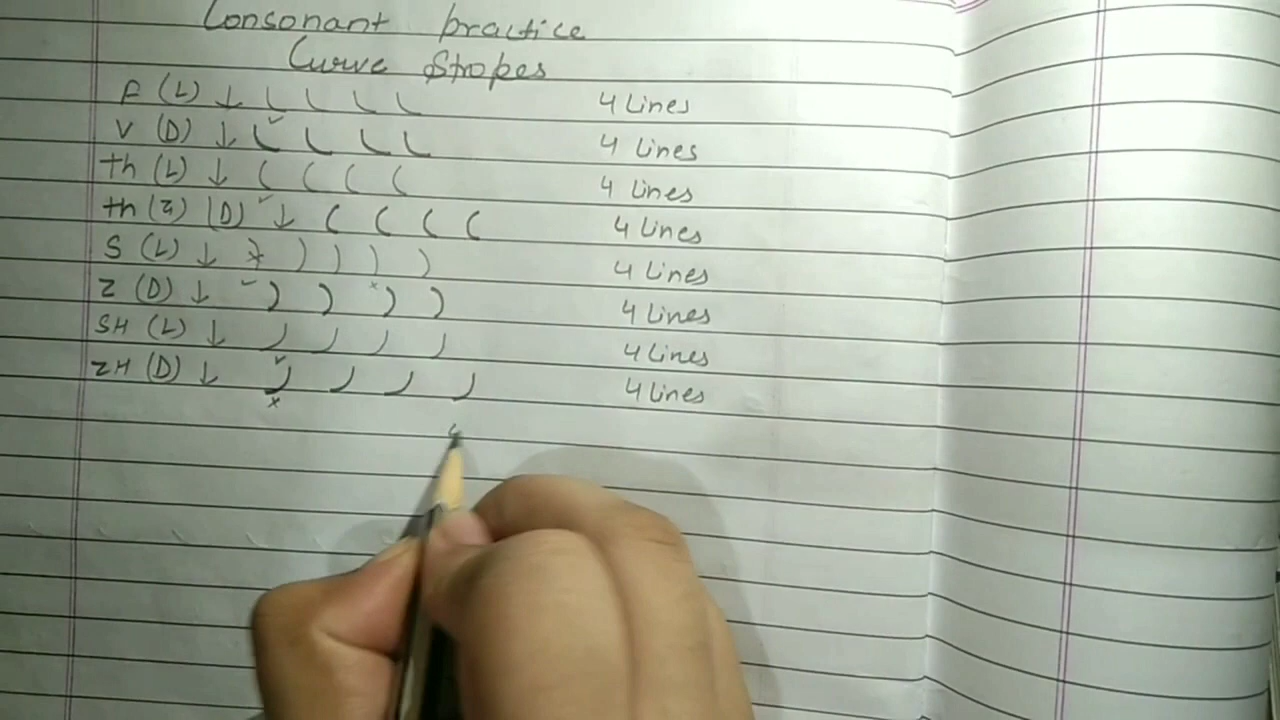 Consonant practice
Curve Strokes
F (L) ↓ 4 Lines
V (D) ↓ 4 Lines
th (L) ↓ 4 Lines
th (द) (D) ↓ 4 Lines
S (L) ↓ 4 Lines
Z (D) ↓ 4 Lines
SH (L) ↓ 4 Lines
ZH (D) ↓ 4 Lines